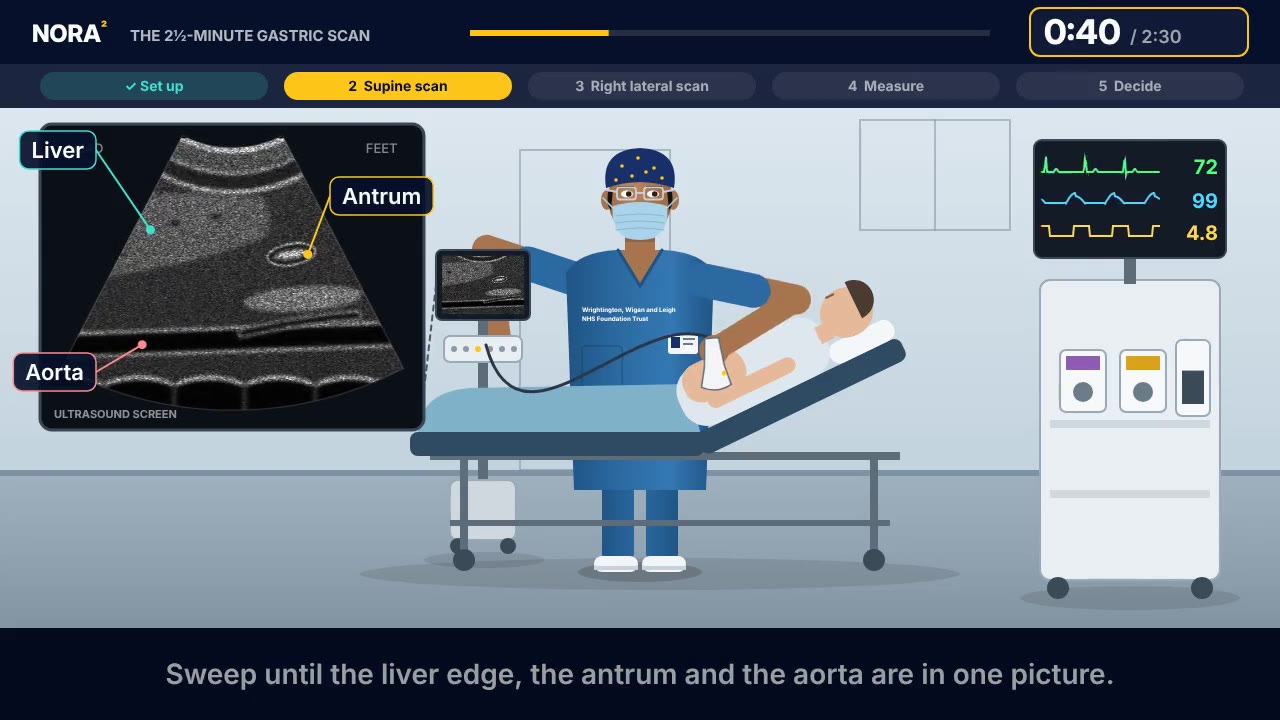 NORA²
THE 2½-MINUTE GASTRIC SCAN
0:40 / 2:30
✓ Set up
2 Supine scan
3 Right lateral scan
4 Measure
5 Decide
Liver
FEET
Antrum
Aorta
ULTRASOUND SCREEN
Wrightington, Wigan and Leigh
NHS Foundation Trust
72
99
4.8
Sweep until the liver edge, the antrum and the aorta are in one picture.